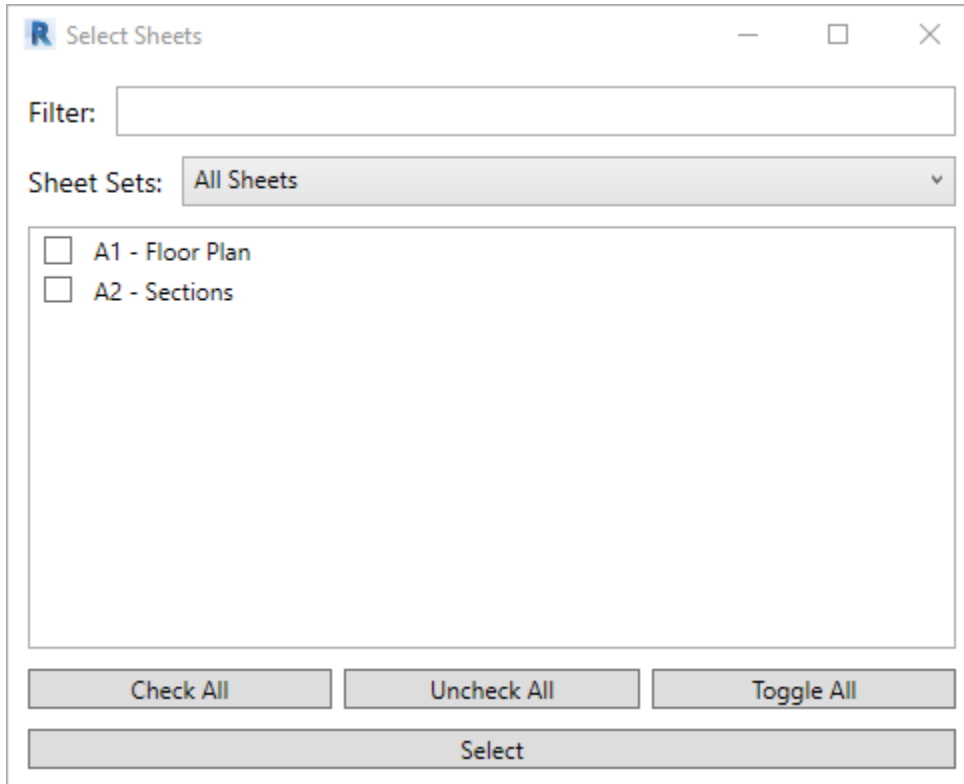 R Select Sheets
Filter:
Sheet Sets: All Sheets
A1 - Floor Plan
A2 - Sections
Check All Uncheck All Toggle All
Select